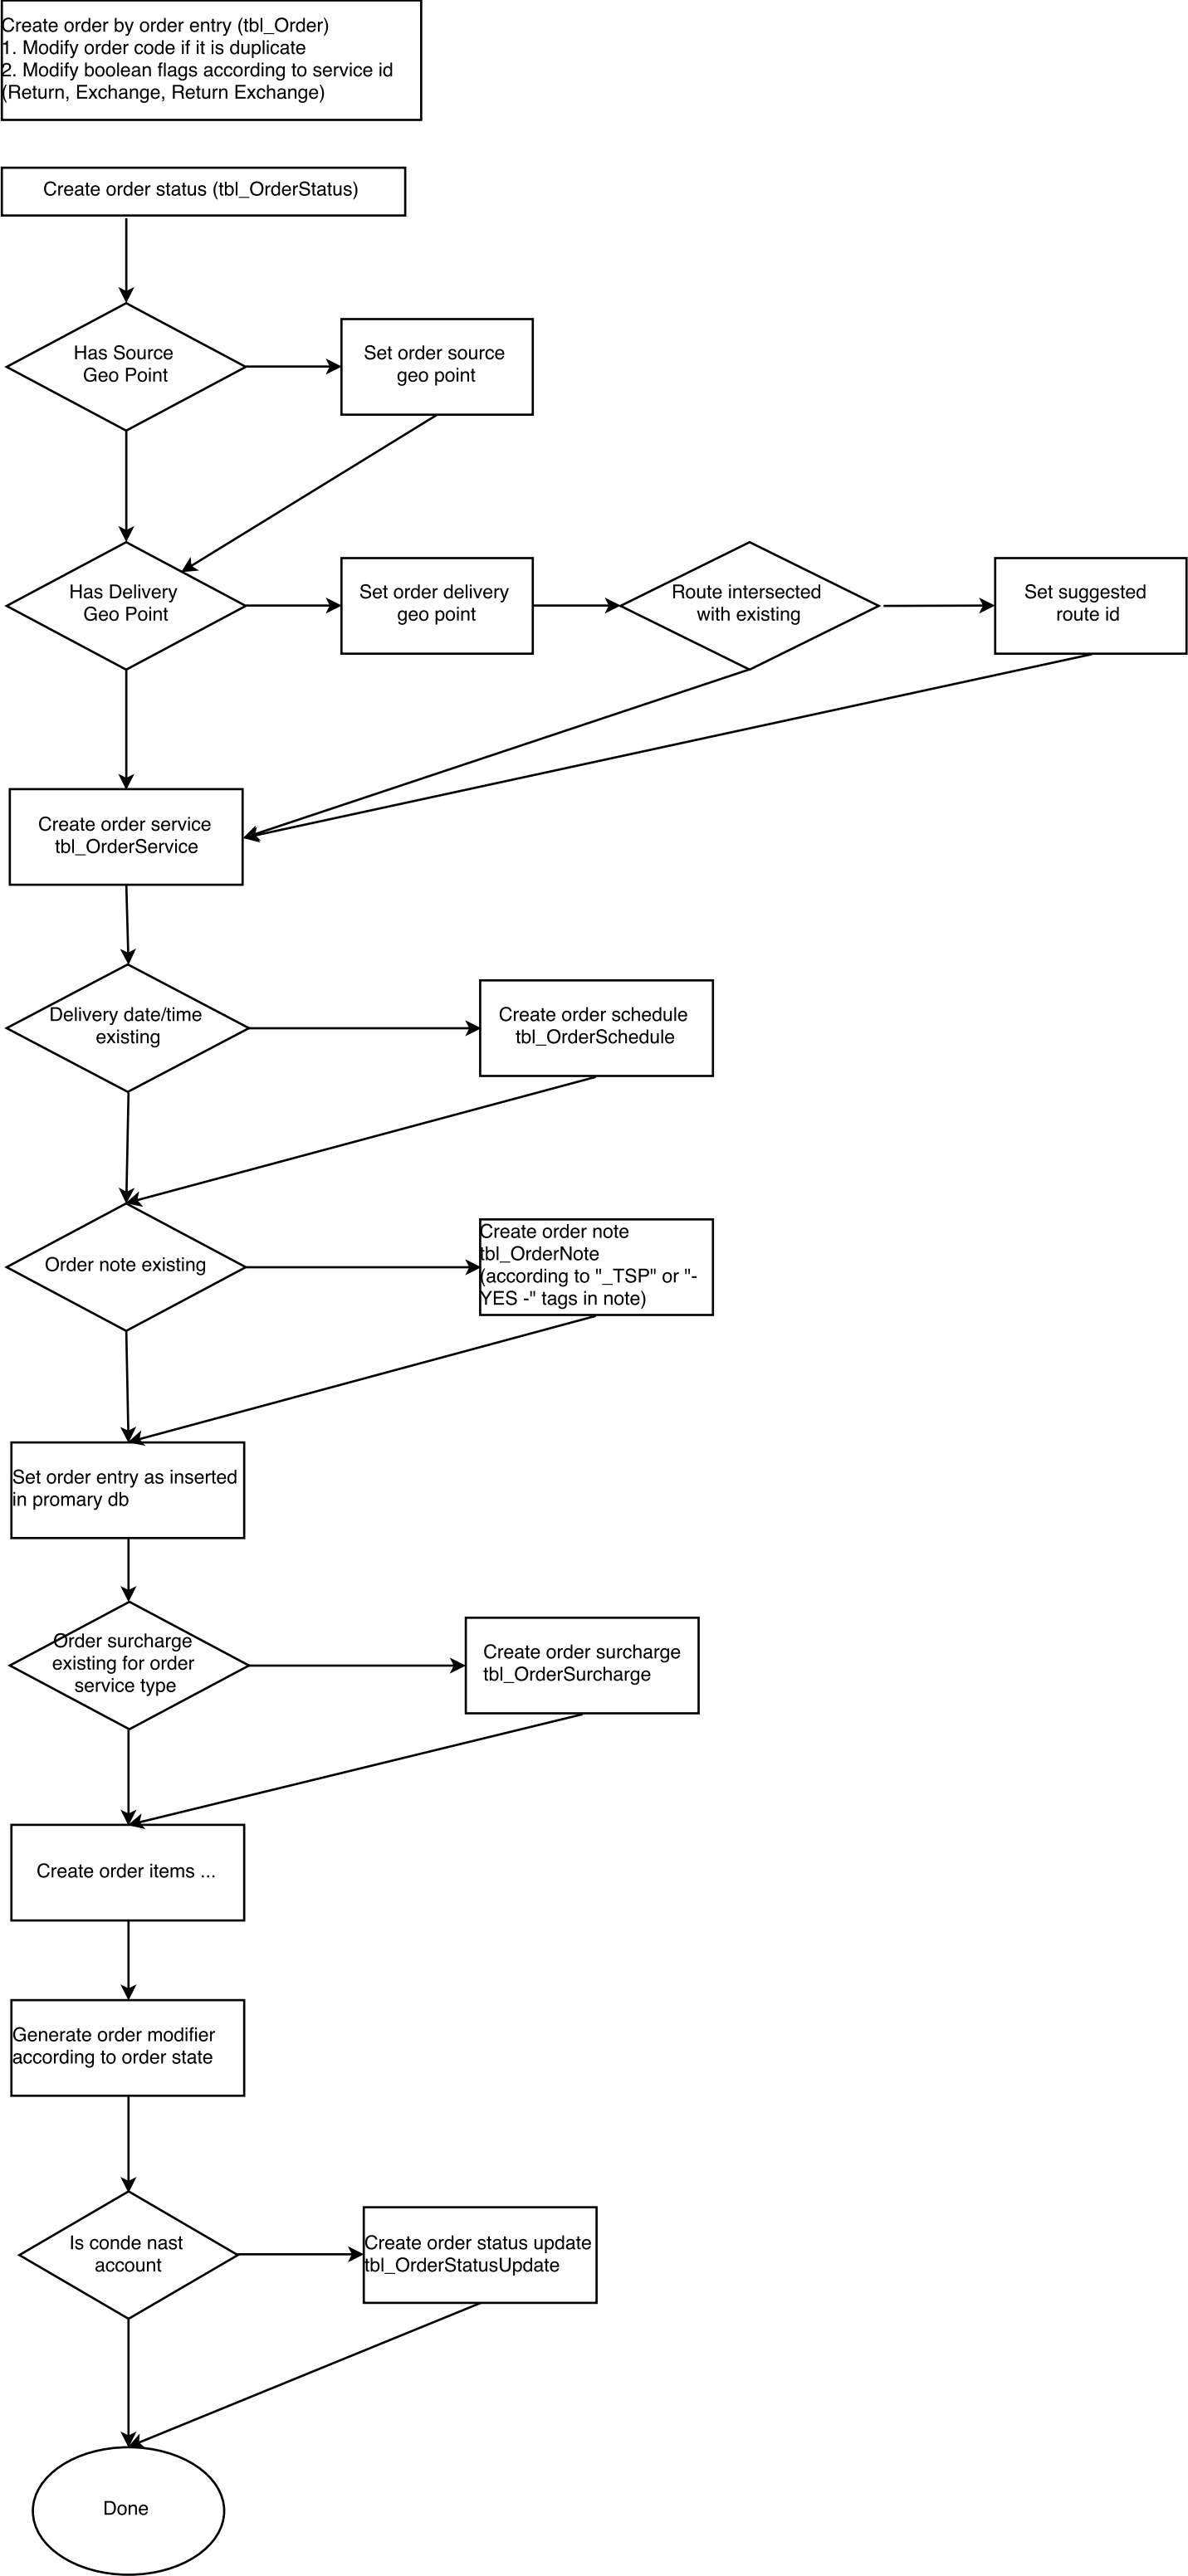 Create order by order entry (tbl_Order)
1. Modify order code if it is duplicate
2. Modify boolean flags according to service id
(Return, Exchange, Return Exchange)
Create order status (tbl_OrderStatus)
Has Source
Geo Point
Set order source
geo point
Has Delivery
Geo Point
Set order delivery
geo point
Route intersected
with existing
Set suggested
route id
Create order service
tbl_OrderService
Delivery date/time
existing
Create order schedule
tbl_OrderSchedule
Order note existing
Create order note
tbl_OrderNote
(according to "_TSP" or "-
YES -" tags in note)
Set order entry as inserted
in promary db
Order surcharge
existing for order
service type
Create order surcharge
tbl_OrderSurcharge
Create order items ...
Generate order modifier
according to order state
Is conde nast
account
Create order status update
tbl_OrderStatusUpdate
Done